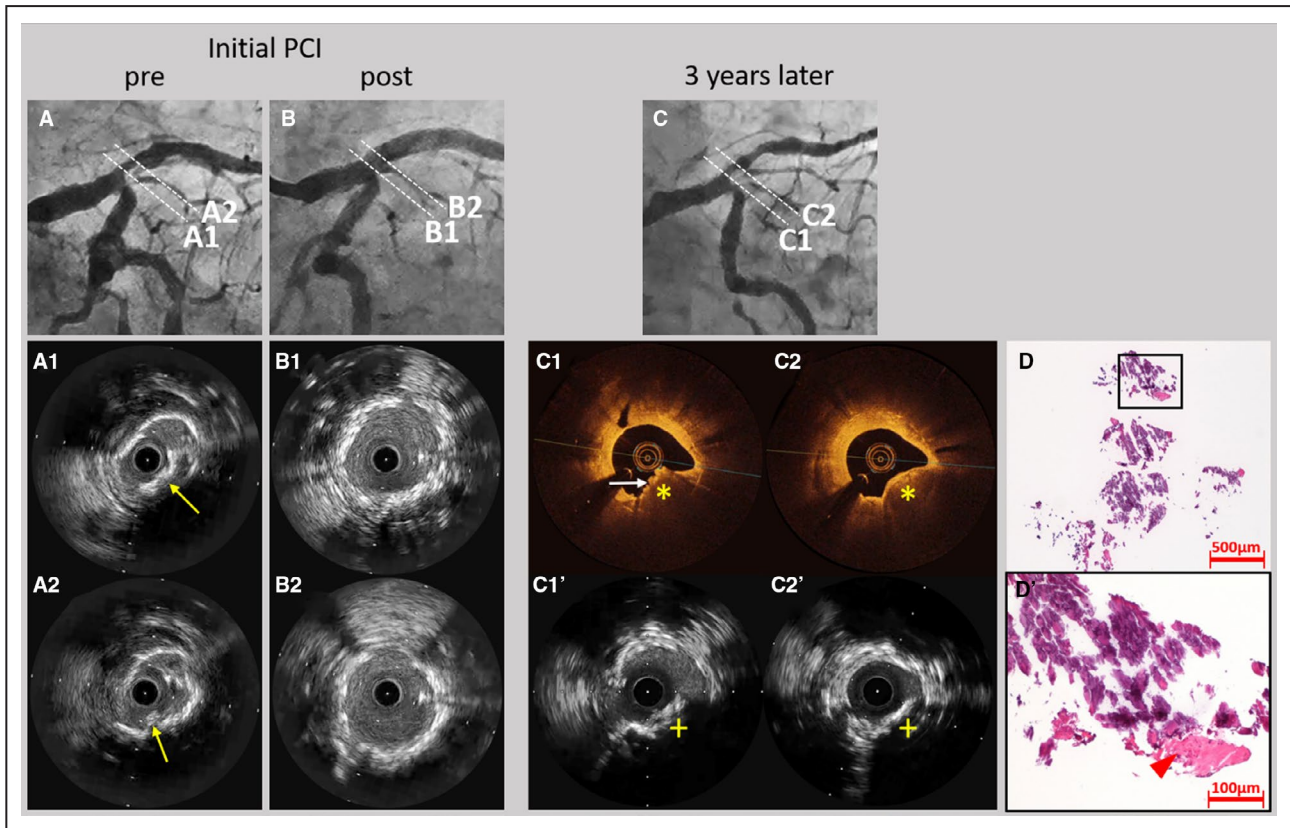 Initial PCI
pre
post
3 years later
A
B
C
A2
A1
B2
B1
C2
C1
A1
B1
C1
C2
D
*
*
500µm
A2
B2
C1’
C2’
D’
+
+
100µm